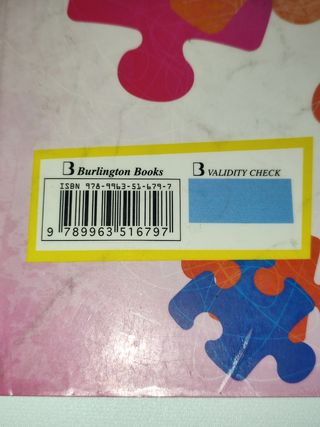 B Burlington Books
B VALIDITY CHECK
ISBN 978-9963-51-679-7
9 789963 516797